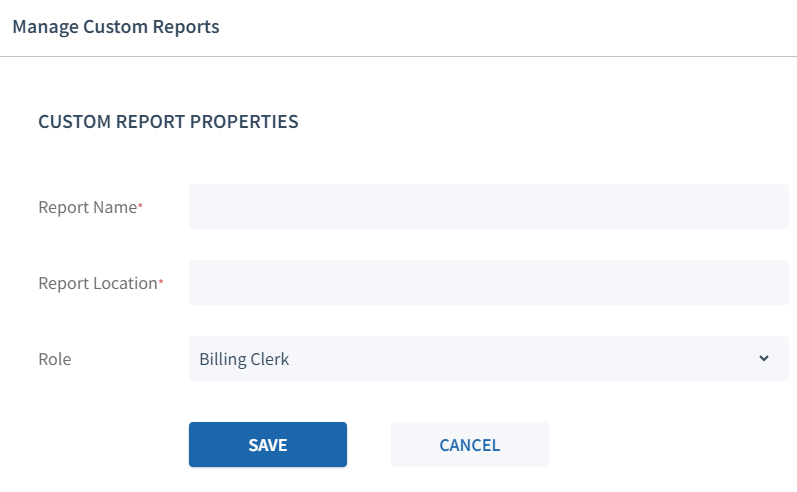 Manage Custom Reports
CUSTOM REPORT PROPERTIES
Report Name*
Report Location*
Role Billing Clerk
SAVE CANCEL